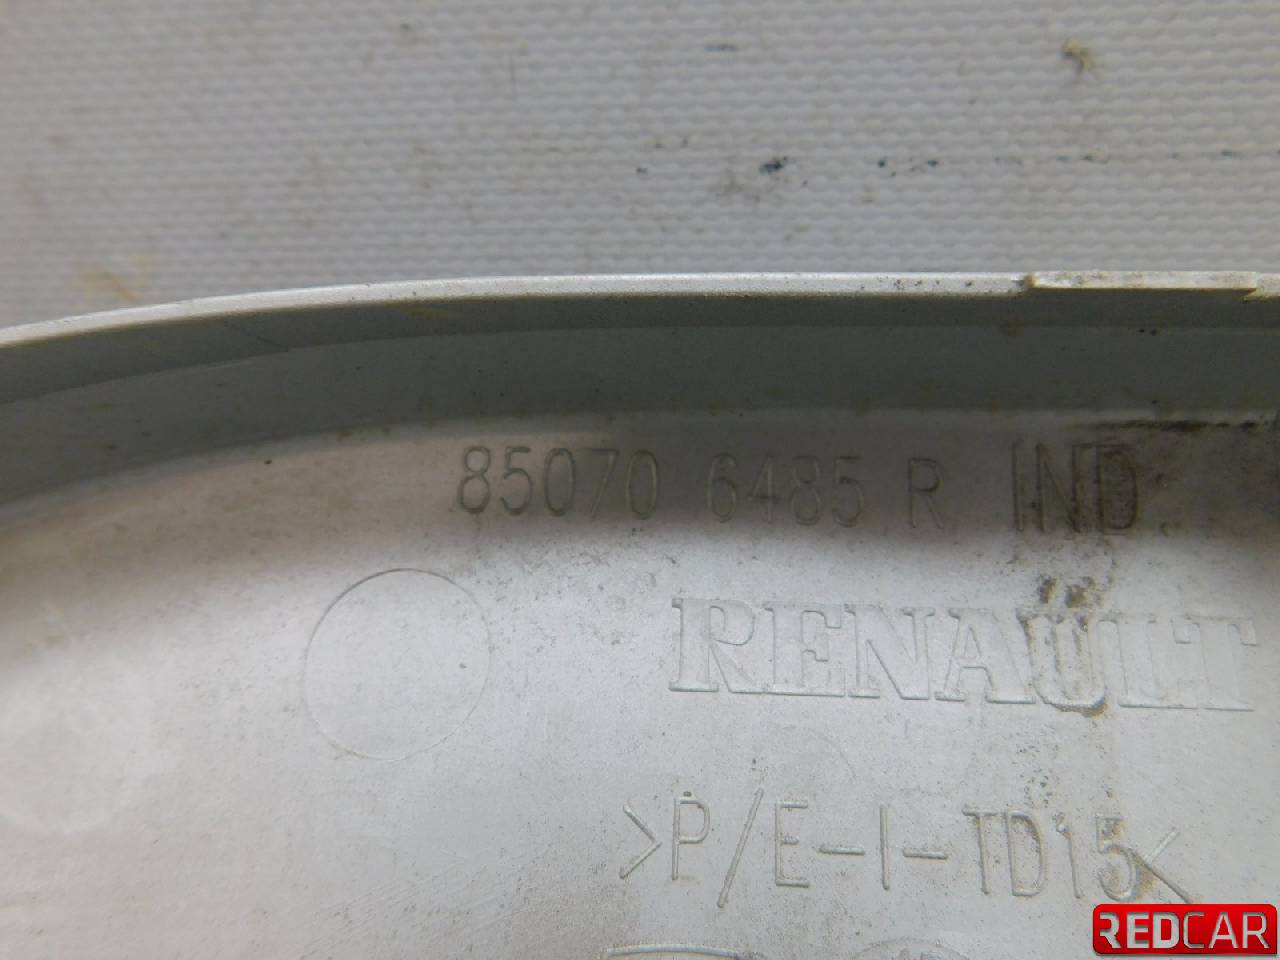 85070 6485 R IND
RENAULT
>P/E-I-TD15<
REDCAR